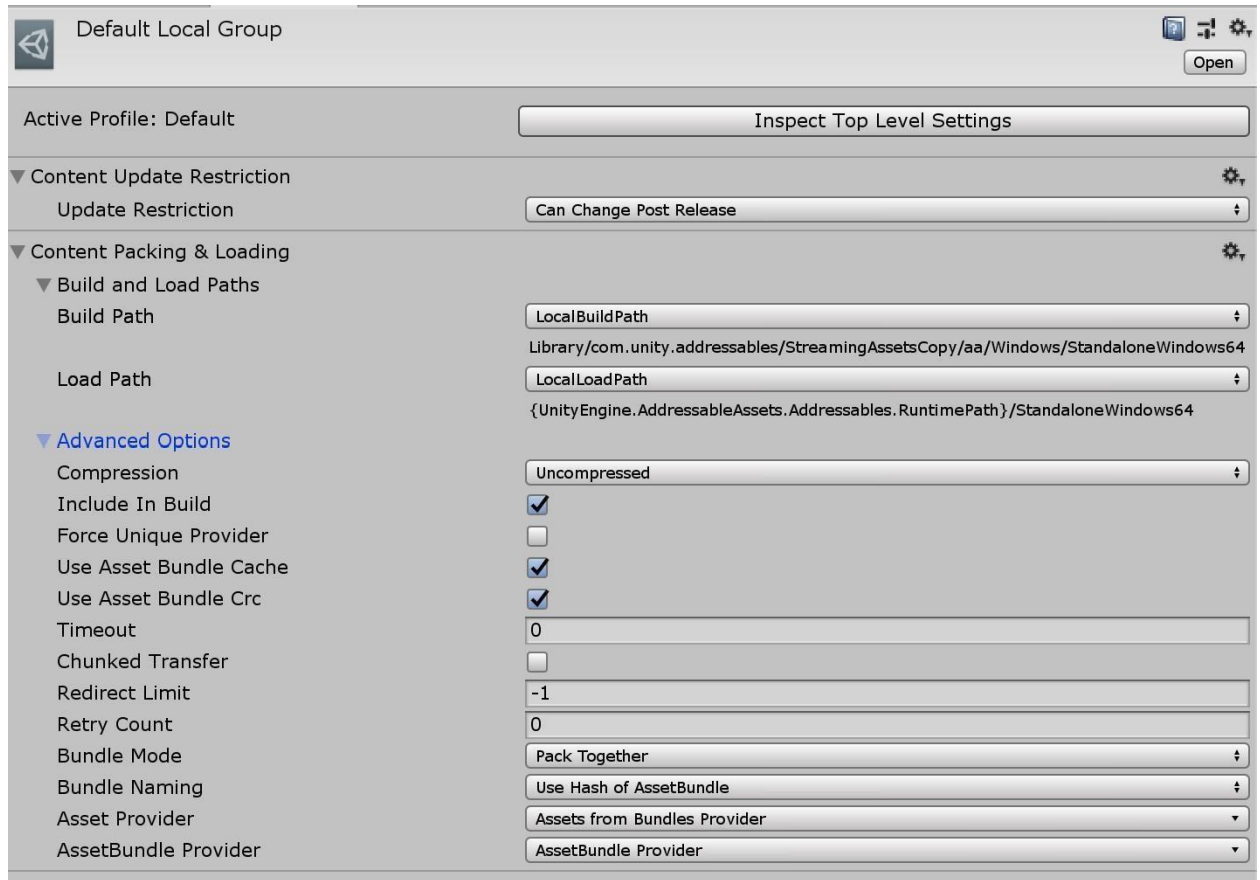 Default Local Group
Open
Active Profile: Default
Inspect Top Level Settings
Content Update Restriction
Update Restriction
Can Change Post Release
Content Packing & Loading
Build and Load Paths
Build Path
LocalBuildPath
Library/com.unity.addressables/StreamingAssetsCopy/aa/Windows/StandaloneWindows64
Load Path
LocalLoadPath
{UnityEngine.AddressableAssets.Addressables.RuntimePath}/StandaloneWindows64
Advanced Options
Compression
Uncompressed
Include In Build
Force Unique Provider
Use Asset Bundle Cache
Use Asset Bundle Crc
Timeout
0
Chunked Transfer
Redirect Limit
-1
Retry Count
0
Bundle Mode
Pack Together
Bundle Naming
Use Hash of AssetBundle
Asset Provider
Assets from Bundles Provider
AssetBundle Provider
AssetBundle Provider